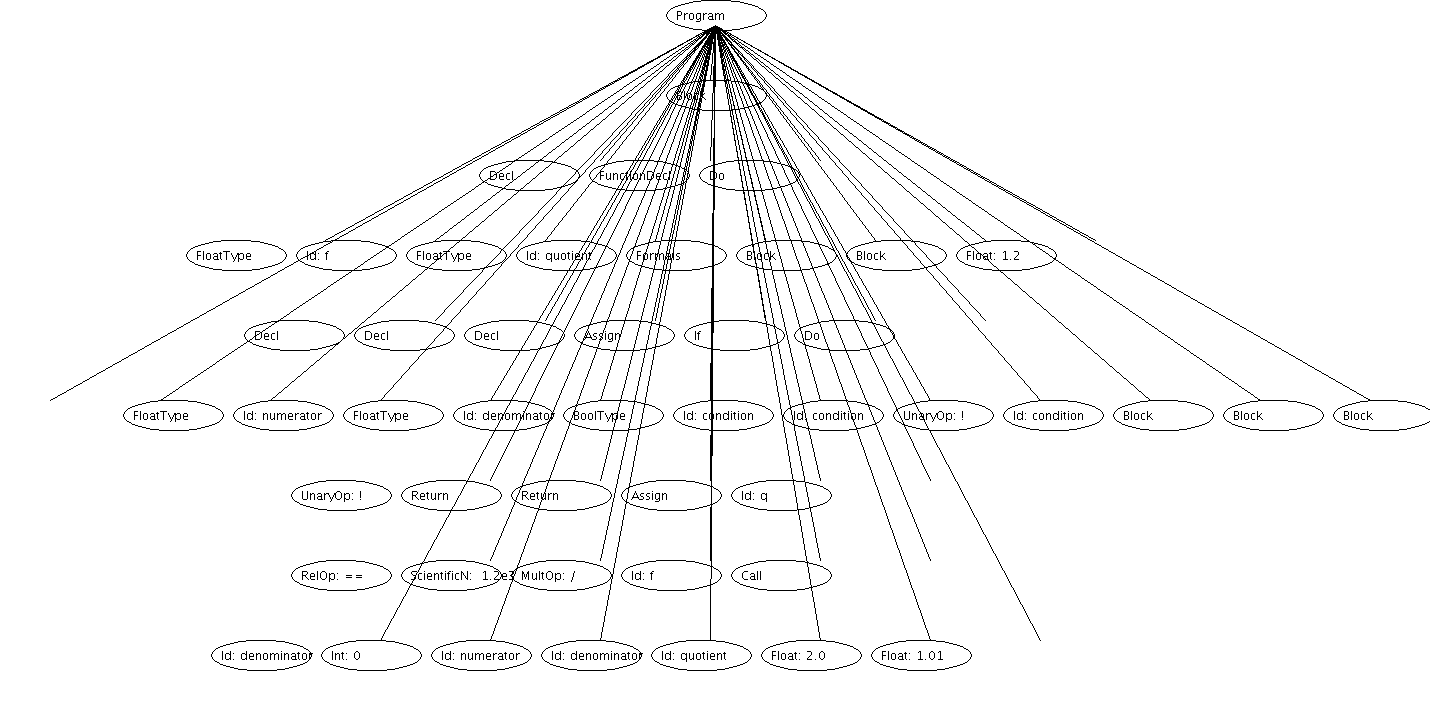 Program
Block
Decl FunctionDecl Do
FloatType Id: f FloatType Id: quotient Formals Block Block Float: 1.2
Decl Decl Decl Assign If Do
FloatType Id: numerator FloatType Id: denominator BoolType Id: condition Id: condition UnaryOp: ! Id: condition Block Block Block
UnaryOp: ! Return Return Assign Id: q
RelOp: == ScientificN: 1.2e3 MultOp: / Id: f Call
Id: denominator Int: 0 Id: numerator Id: denominator Id: quotient Float: 2.0 Float: 1.01